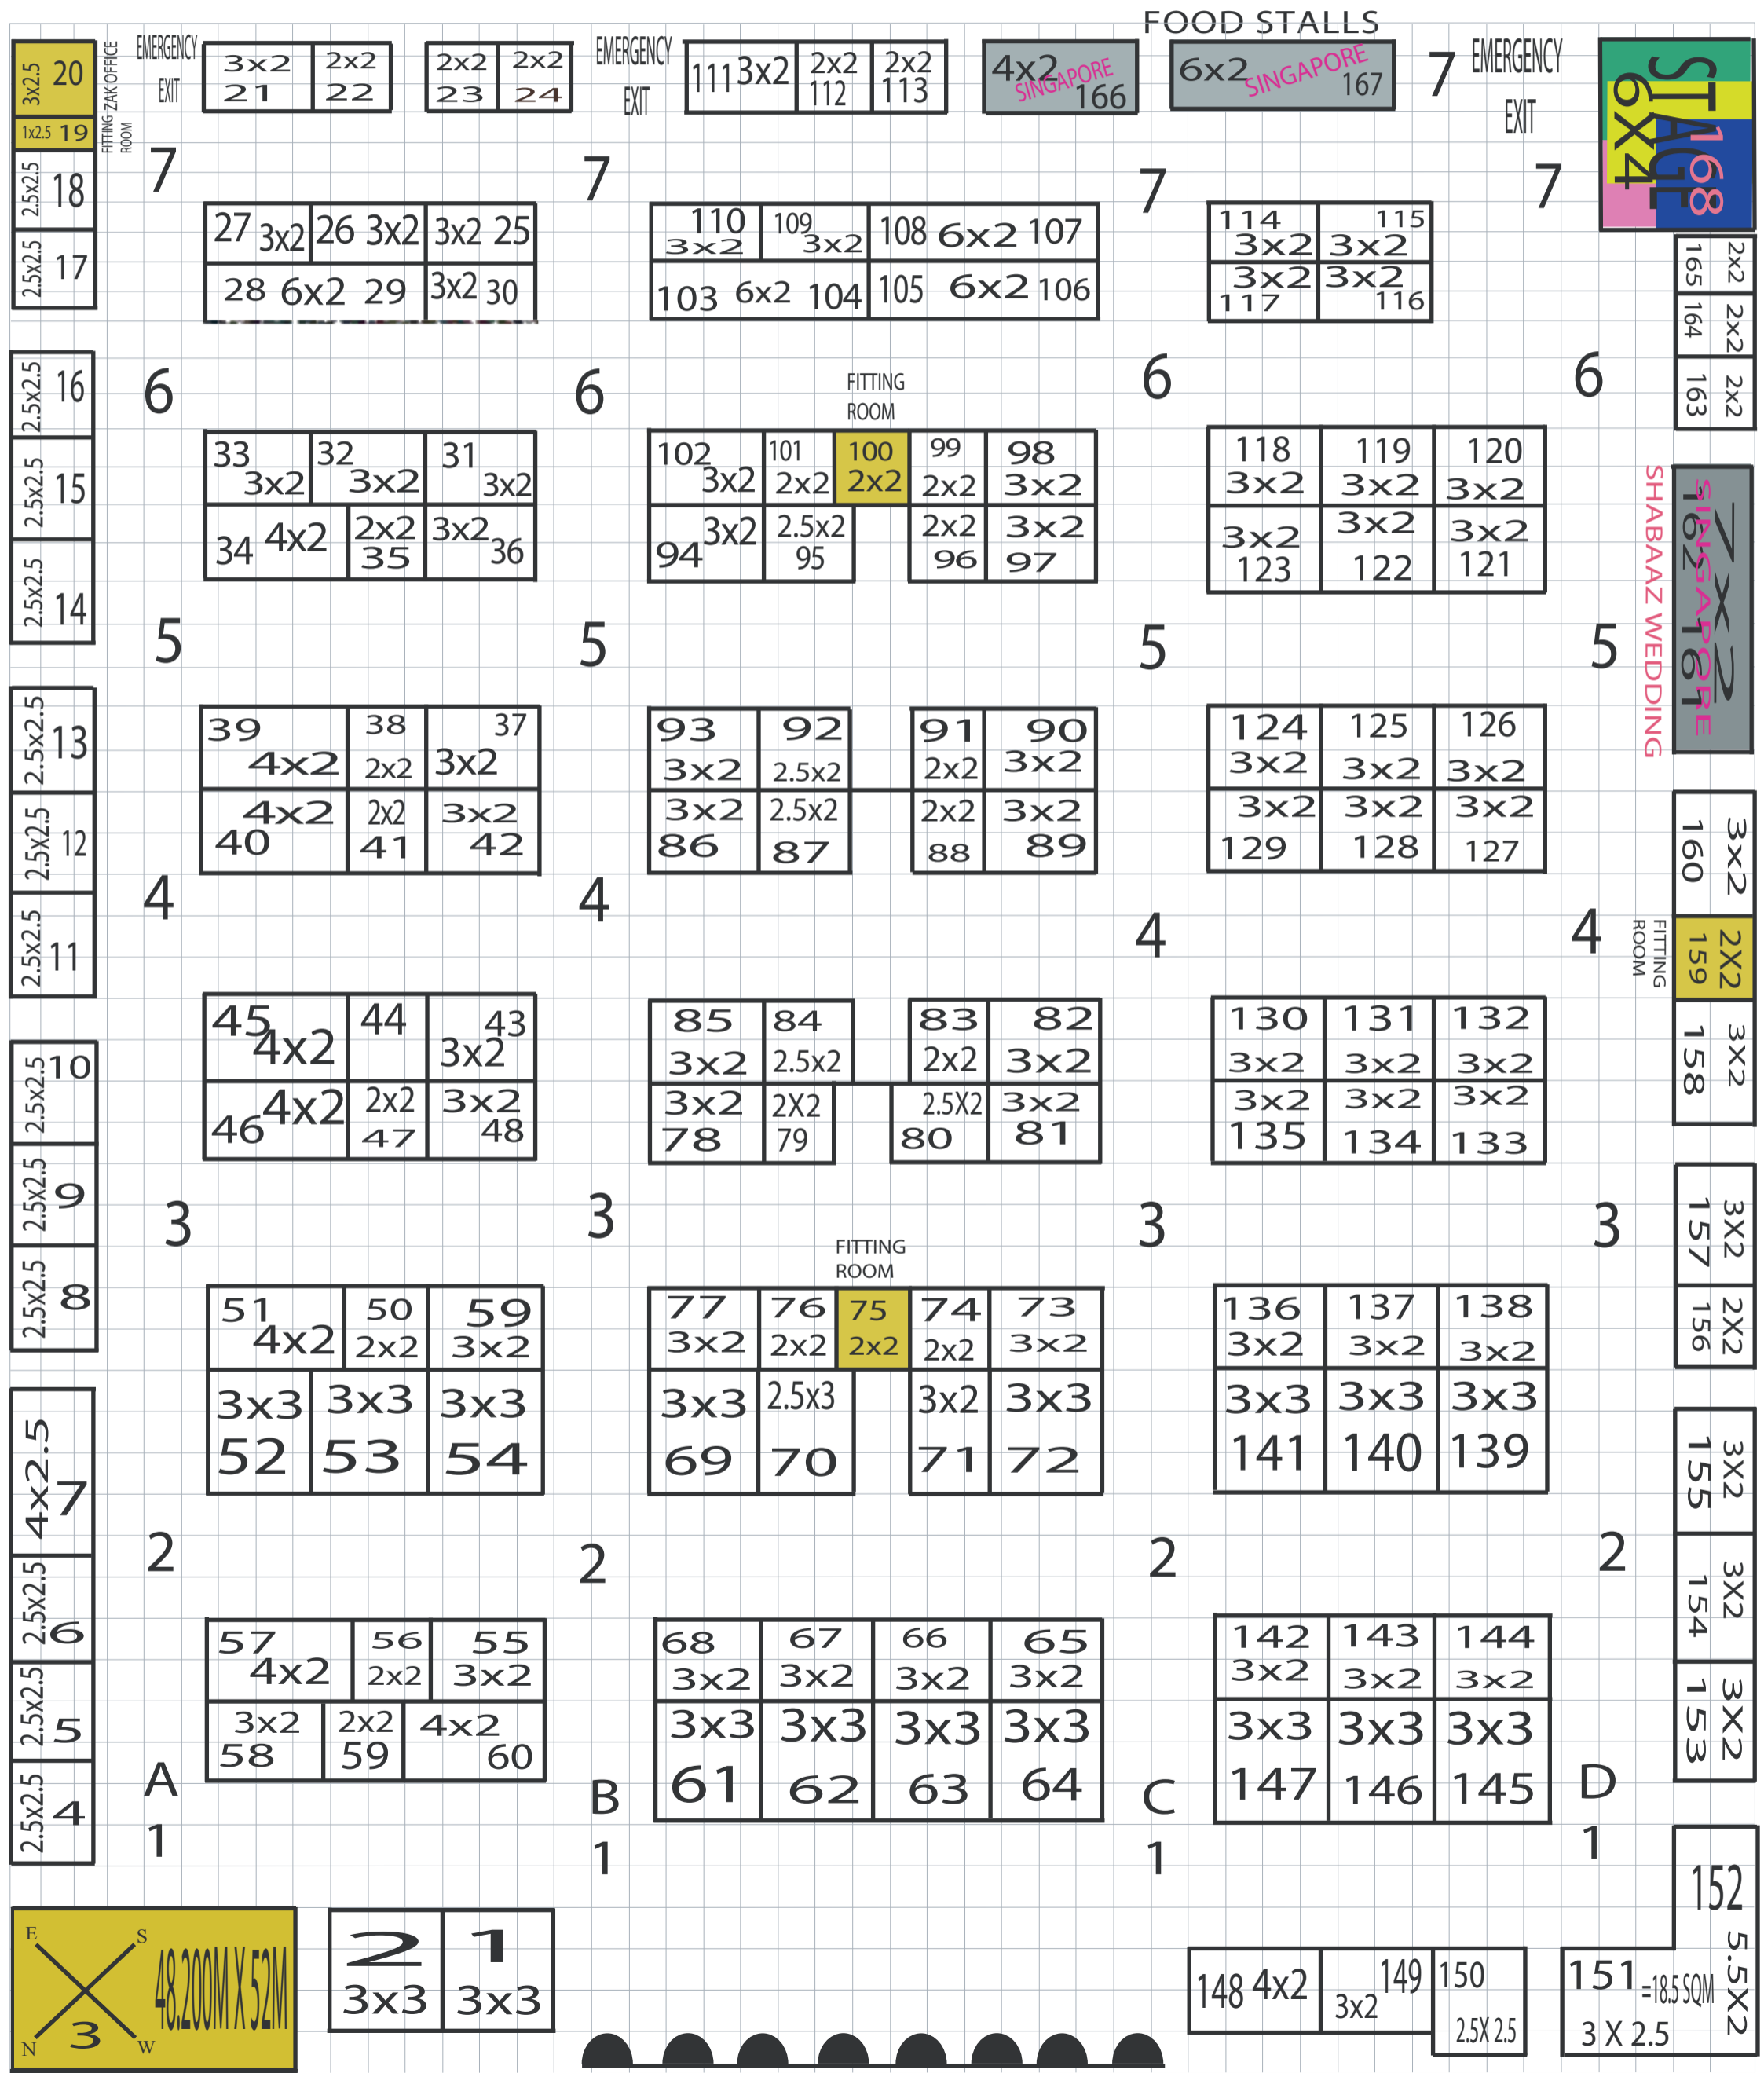 FOOD STALLS
3x2.5 20
ZAK OFFICE
EMERGENCY
EXIT
3x2
21
2x2
22
2x2
23
2x2
24
EMERGENCY
EXIT
111 3x2
2x2
112
2x2
113
4x2
SINGAPORE
166
6x2
SINGAPORE
167
7
EMERGENCY
EXIT
STAGE
6X4
168
1x2.5 19
FITTING
ROOM
2.5x2.5 18
2.5x2.5 17
7
7
7
7
27 3x2
26 3x2
3x2 25
28 6x2 29
3x2 30
110
3x2
109
3x2
108 6x2 107
103 6x2 104
105 6x2 106
114
3x2
115
3x2
3x2
117
3x2
116
2x2
165
2x2
164
2x2
163
2.5x2.5 16
2.5x2.5 15
2.5x2.5 14
6
6
6
6
FITTING
ROOM
33
3x2
32
3x2
31
3x2
34 4x2
2x2
35
3x2
36
102
3x2
101
2x2
100
2x2
99
2x2
98
3x2
3x2
94
2.5x2
95
2x2
96
3x2
97
118
3x2
119
3x2
120
3x2
3x2
123
3x2
122
3x2
121
SHABAAZ WEDDING
7x2
SINGAPORE
162 161
5
5
5
5
2.5x2.5 13
2.5x2.5 12
2.5x2.5 11
39
4x2
38
2x2
37
3x2
4x2
40
2x2
41
3x2
42
93
3x2
92
2.5x2
91
2x2
90
3x2
3x2
86
2.5x2
87
2x2
88
3x2
89
124
3x2
125
3x2
126
3x2
3x2
129
3x2
128
3x2
127
3x2
160
FITTING
ROOM
2X2
159
3X2
158
4
4
4
4
2.5x2.5 10
2.5x2.5 9
2.5x2.5 8
45
4x2
44
43
3x2
4x2
46
2x2
47
3x2
48
85
3x2
84
2.5x2
83
2x2
82
3x2
3x2
78
2X2
79
2.5X2
80
3x2
81
130
3x2
131
3x2
132
3x2
3x2
135
3x2
134
3x2
133
3X2
157
2X2
156
3
3
3
3
FITTING
ROOM
51
4x2
50
2x2
59
3x2
3x3
52
3x3
53
3x3
54
77
3x2
76
2x2
75
2x2
74
2x2
73
3x2
3x3
69
2.5x3
70
3x2
71
3x3
72
136
3x2
137
3x2
138
3x2
3x3
141
3x3
140
3x3
139
3X2
155
3X2
154
3X2
153
4x2.5 7
2.5x2.5 6
2.5x2.5 5
2.5x2.5 4
2
2
2
2
57
4x2
56
2x2
55
3x2
3x2
58
2x2
59
4x2
60
68
3x2
67
3x2
66
3x2
65
3x2
3x3
61
3x3
62
3x3
63
3x3
64
142
3x2
143
3x2
144
3x2
3x3
147
3x3
146
3x3
145
A
1
B
1
C
1
D
1
E S
N W
3
48.200M X 52M
2
3x3
1
3x3
148 4x2
149
3x2
150
2.5X 2.5
151 =18.5 SQM
3 X 2.5
152
5.5X2